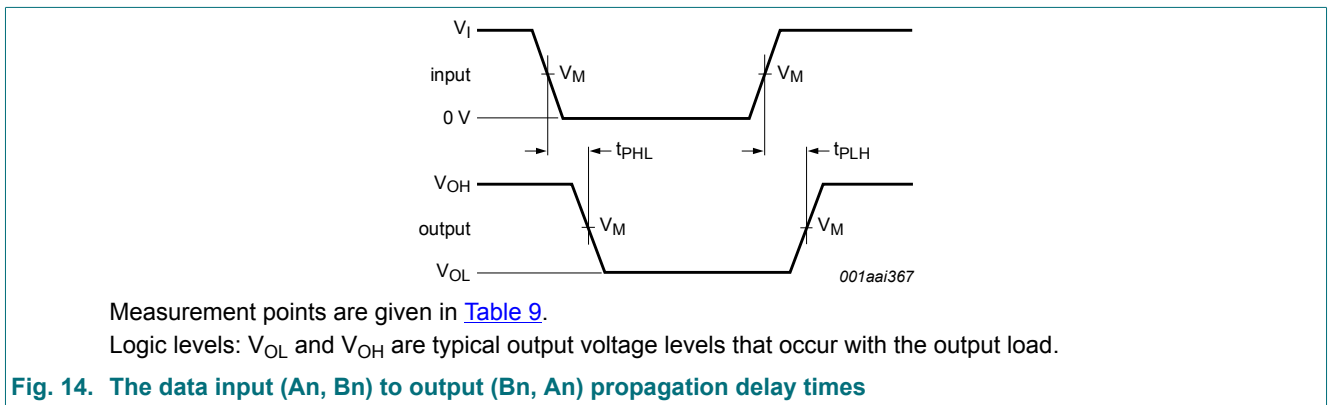 V_I
input
V_M
V_M
0 V
t_PHL
t_PLH
V_OH
output
V_M
V_M
V_OL
001aai367
Measurement points are given in Table 9.
Logic levels: V_OL and V_OH are typical output voltage levels that occur with the output load.
Fig. 14. The data input (An, Bn) to output (Bn, An) propagation delay times